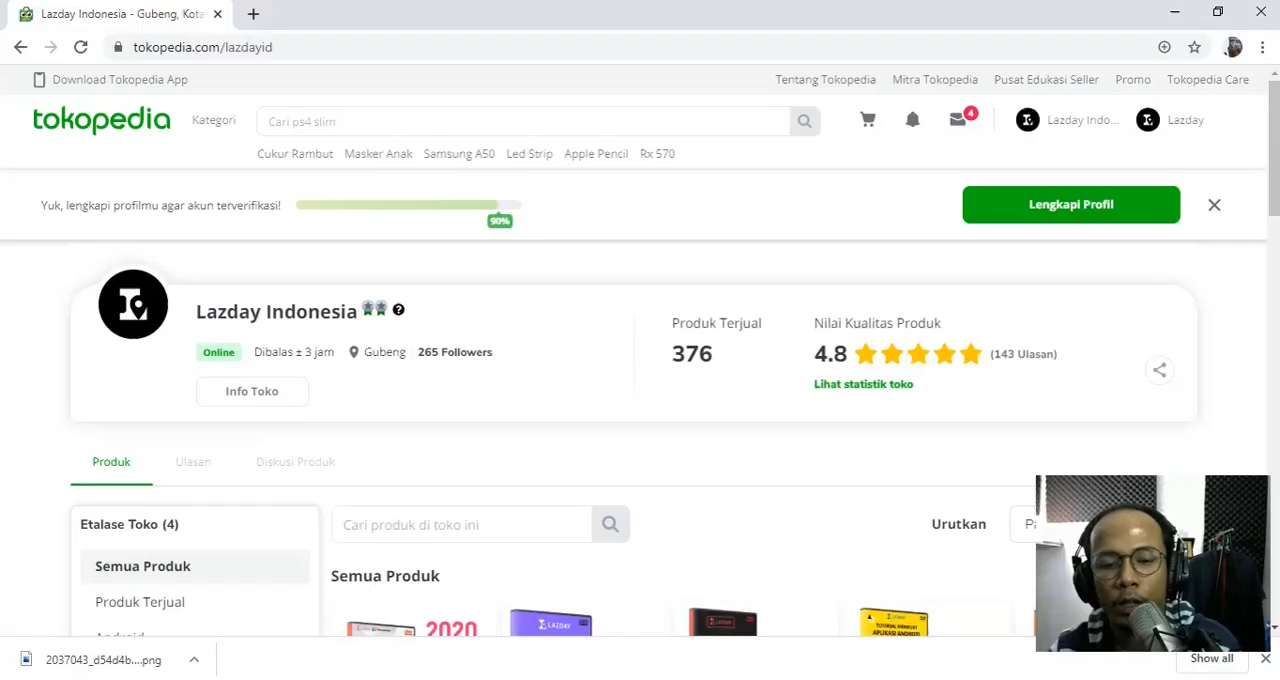 Lazday Indonesia - Gubeng, Kota
tokopedia.com/lazdayid
Download Tokopedia App
Tentang Tokopedia Mitra Tokopedia Pusat Edukasi Seller Promo Tokopedia Care
tokopedia Kategori Cari ps4 slim 4 Lazday Indo... Lazday
Cukur Rambut Masker Anak Samsung A50 Led Strip Apple Pencil Rx 570
Yuk, lengkapi profilmu agar akun terverifikasi! 90% Lengkapi Profil
Lazday Indonesia
Online Dibalas ± 3 jam Gubeng 265 Followers
Info Toko
Produk Terjual
376
Nilai Kualitas Produk
4.8 (143 Ulasan)
Lihat statistik toko
Produk Ulasan Diskusi Produk
Etalase Toko (4)
Semua Produk
Produk Terjual
Android
Cari produk di toko ini
Urutkan
Semua Produk
2020
LAZDAY
TUTORIAL MEMBUAT
APLIKASI ANDROID
2037043_d54d4b....png
Show all